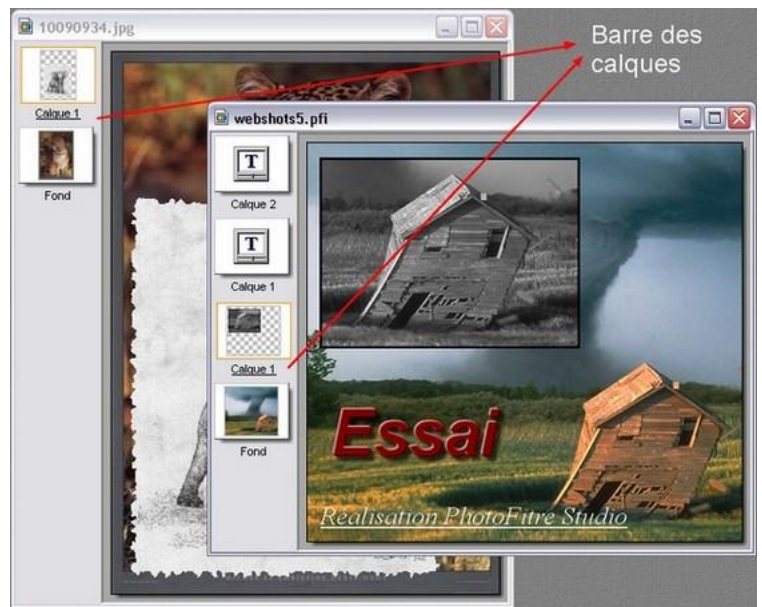 10090934.jpg
Barre des
calques
Calque 1
Fond
webshots5.pfi
T
Calque 2
T
Calque 1
Calque 1
Fond
Essai
Réalisation PhotoFitre Studio